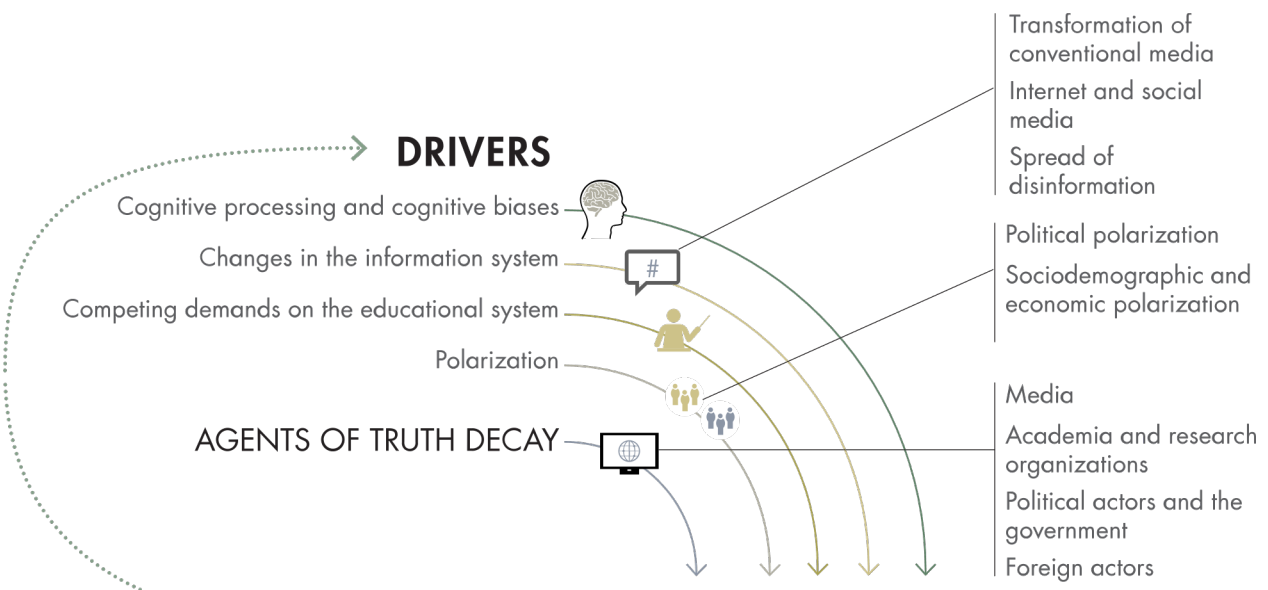 DRIVERS
Cognitive processing and cognitive biases
Changes in the information system
#
Competing demands on the educational system
Polarization
AGENTS OF TRUTH DECAY
Transformation of
conventional media
Internet and social
media
Spread of
disinformation
Political polarization
Sociodemographic and
economic polarization
Media
Academia and research
organizations
Political actors and the
government
Foreign actors